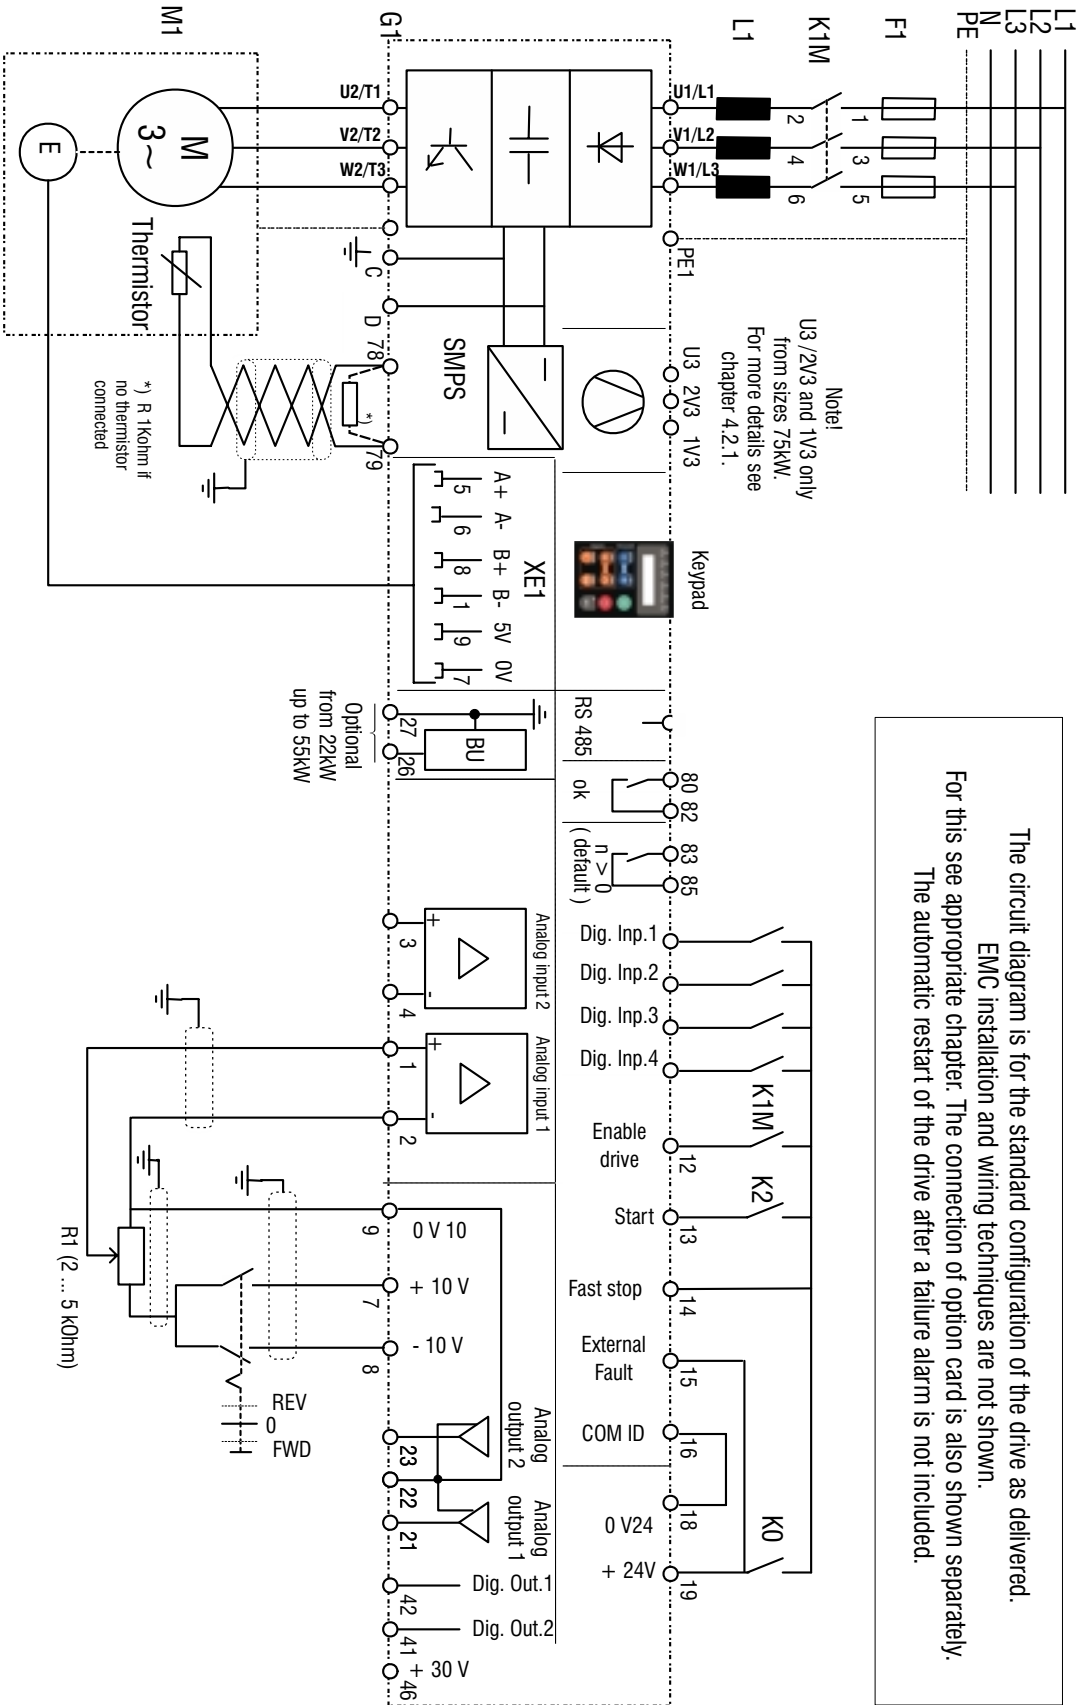 The circuit diagram is for the standard configuration of the drive as delivered.
EMC installation and wiring techniques are not shown.
For this see appropriate chapter. The connection of option card is also shown separately.
The automatic restart of the drive after a failure alarm is not included.
L1
L2
L3
N
PE
F1
K1M
L1
G1
M1
1
3
5
2
4
6
U1/L1
V1/L2
W1/L3
PE1
U2/T1
V2/T2
W2/T3
M
3~
E
Thermistor
C
D
78
79
*)
*) R 1Kohm if
no thermistor
connected
SMPS
U3
2V3
1V3
Note!
U3 /2V3 and 1V3 only
from sizes 75kW.
For more details see
chapter 4.2.1.
Keypad
XE1
A+
A-
B+
B-
5V
0V
5
6
8
1
9
7
RS 485
BU
27
26
Optional
from 22kW
up to 55kW
ok
80
82
n > 0
( default )
83
85
Dig. Inp.1
Dig. Inp.2
Dig. Inp.3
Dig. Inp.4
Enable
drive
12
K1M
Start
13
K2
Fast stop
14
External
Fault
15
COM ID
16
18
0 V24
+ 24V
19
K0
Analog input 2
+
-
3
4
Analog input 1
+
-
1
2
0 V 10
9
+ 10 V
7
- 10 V
8
R1 (2 ... 5 kOhm)
REV
0
FWD
Analog
output 2
23
22
Analog
output 1
21
Dig. Out.1
42
Dig. Out.2
41
+ 30 V
46